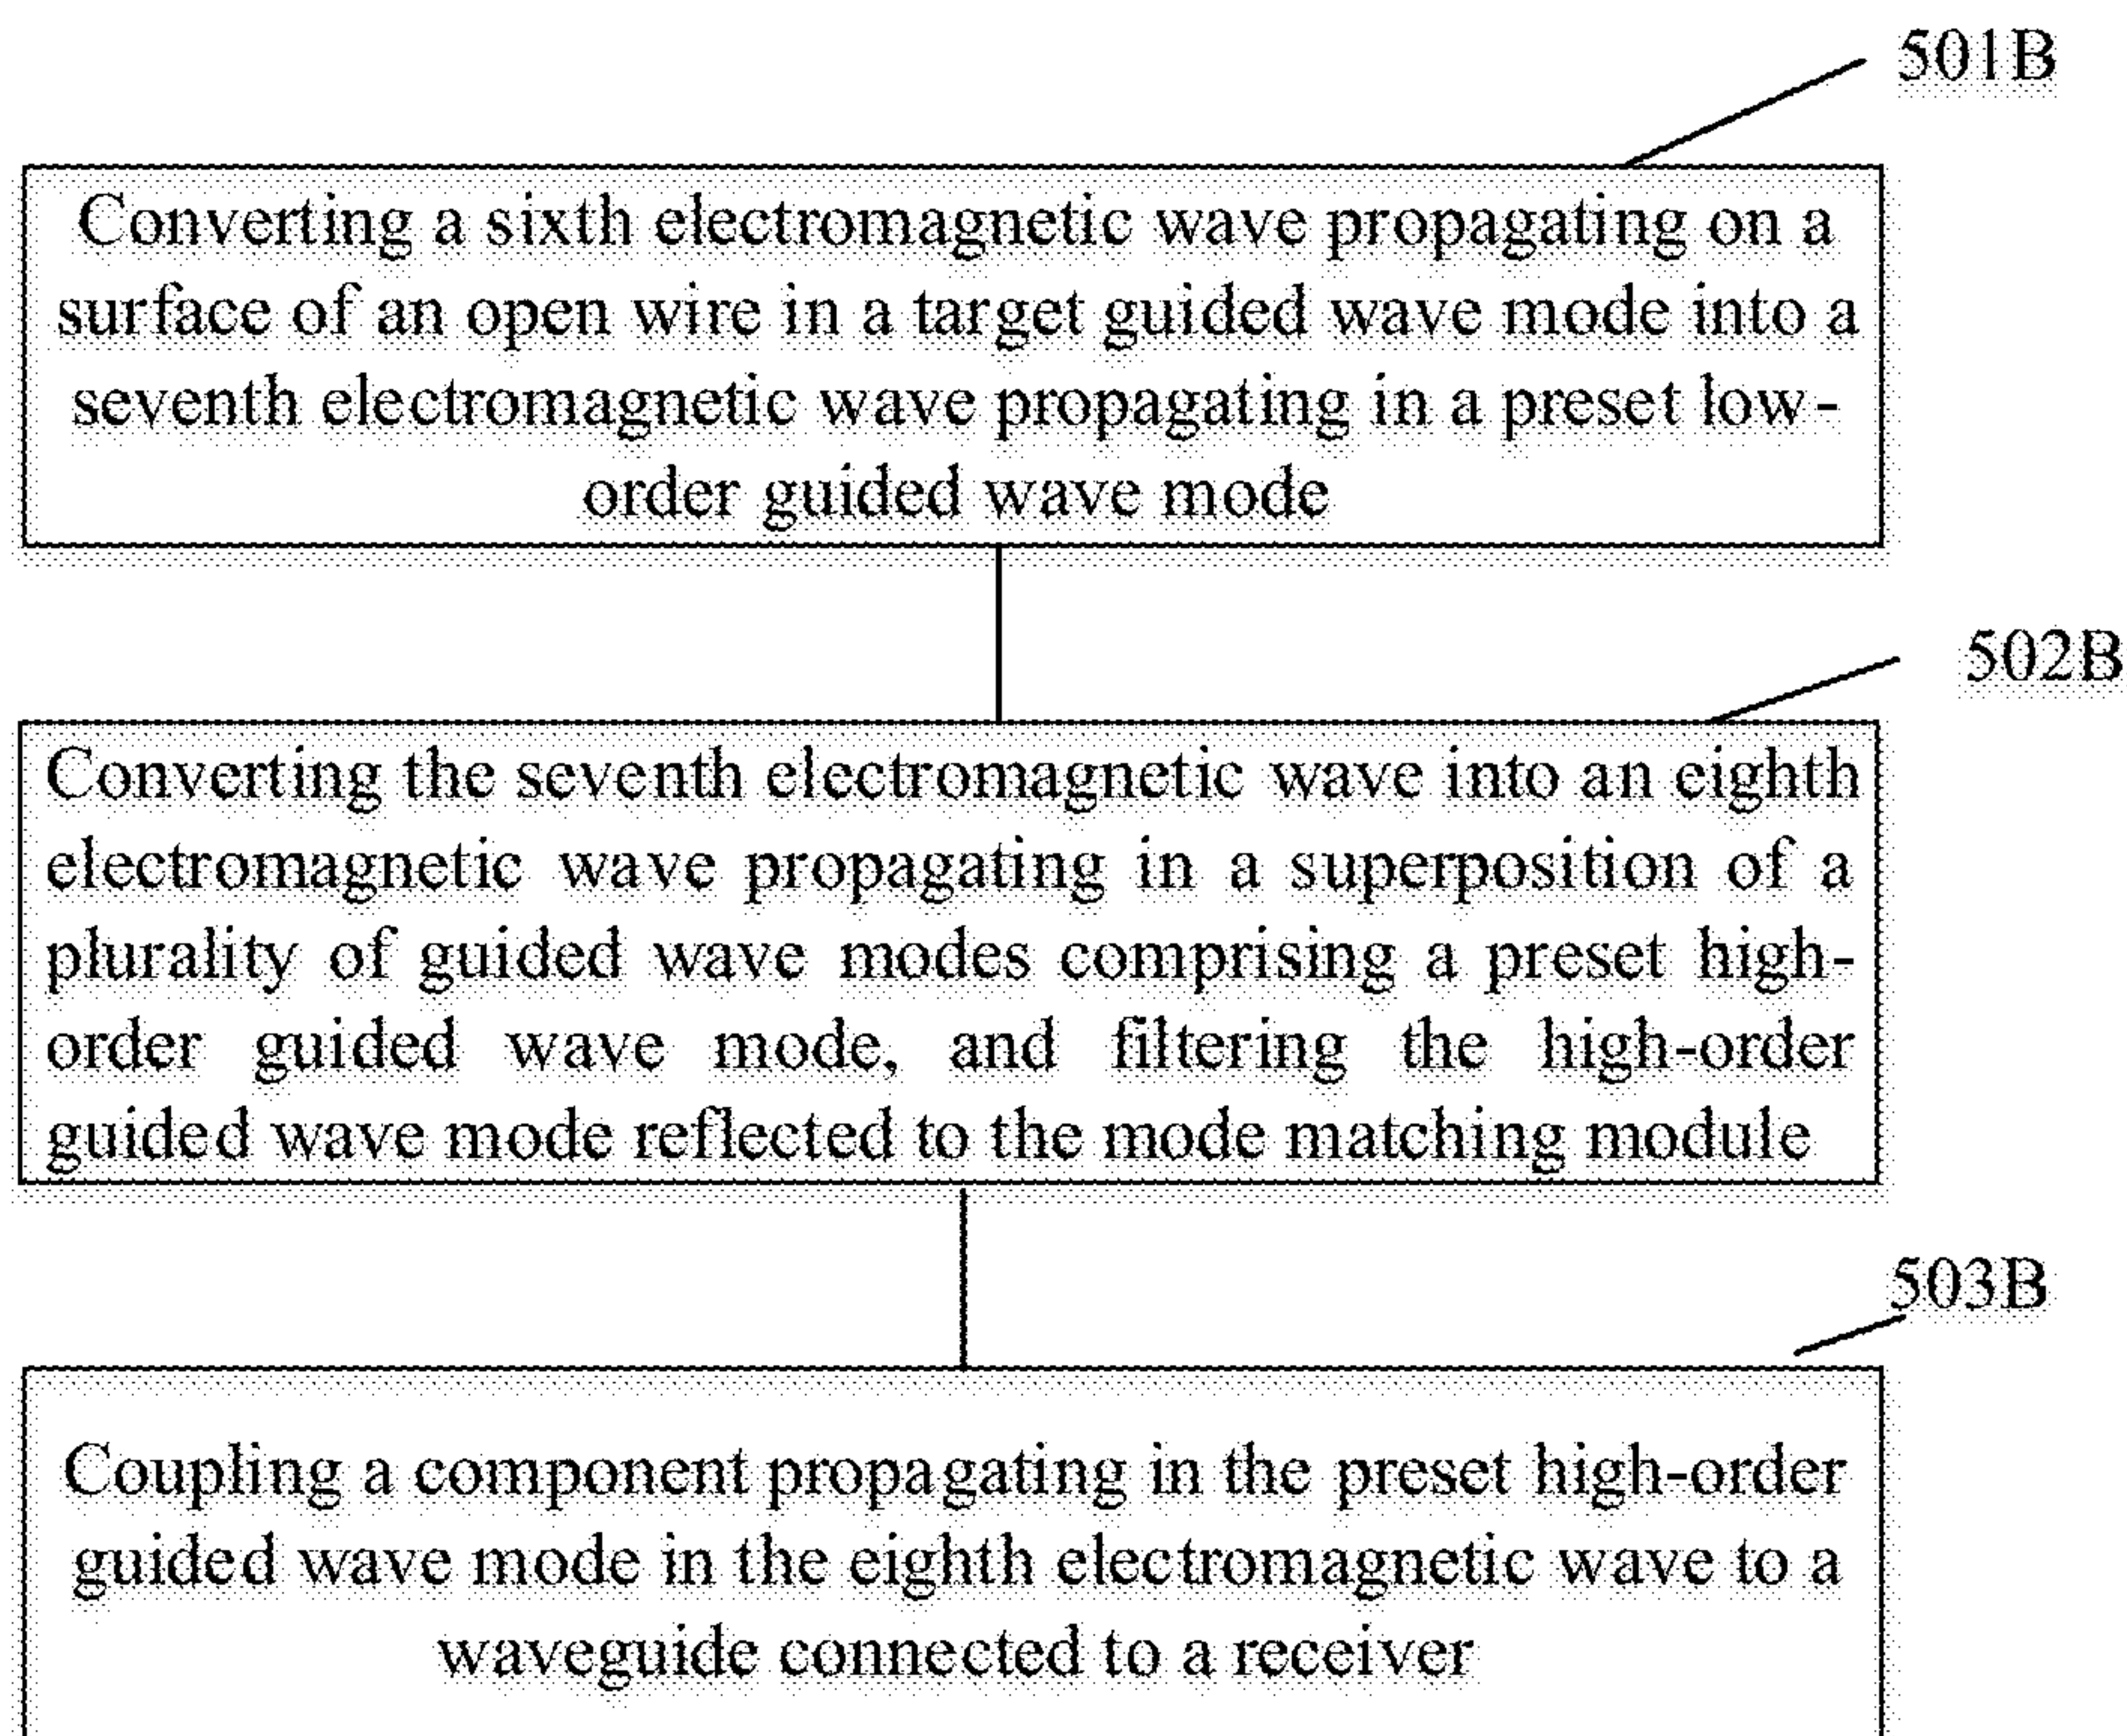 501B
Converting a sixth electromagnetic wave propagating on a
surface of an open wire in a target guided wave mode into a
seventh electromagnetic wave propagating in a preset low-
order guided wave mode
502B
Converting the seventh electromagnetic wave into an eighth
electromagnetic wave propagating in a superposition of a
plurality of guided wave modes comprising a preset high-
order guided wave mode, and filtering the high-order
guided wave mode reflected to the mode matching module
503B
Coupling a component propagating in the preset high-order
guided wave mode in the eighth electromagnetic wave to a
waveguide connected to a receiver